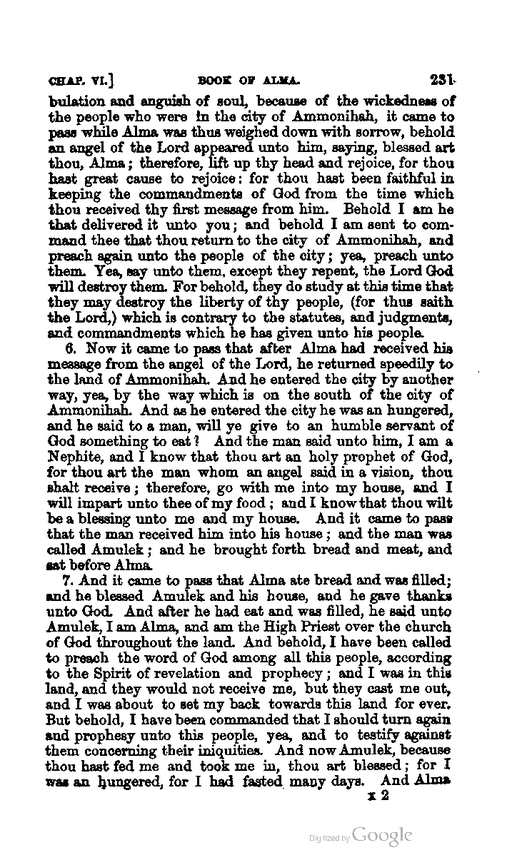 CHAP. VI.] BOOK OF ALMA. 231
bulation and anguish of soul, because of the wickedness of
the people who were in the city of Ammonihah, it came to
pass while Alma was thus weighed down with sorrow, behold
an angel of the Lord appeared unto him, saying, blessed art
thou, Alma; therefore, lift up thy head and rejoice, for thou
hast great cause to rejoice; for thou hast been faithful in
keeping the commandments of God from the time which
thou received thy first message from him. Behold I am he
that delivered it unto you; and behold I am sent to com-
mand thee that thou return to the city of Ammonihah, and
preach again unto the people of the city; yea, preach unto
them. Yea, say unto them, except they repent, the Lord God
will destroy them. For behold, they do study at this time that
they may destroy the liberty of thy people, (for thus saith
the Lord,) which is contrary to the statutes, and judgments,
and commandments which he has given unto his people.
6. Now it came to pass that after Alma had received his
message from the angel of the Lord, he returned speedily to
the land of Ammonihah. And he entered the city by another
way, yea, by the way which is on the south of the city of
Ammonihah. And as he entered the city he was an hungered,
and he said to a man, will ye give to an humble servant of
God something to eat? And the man said unto him, I am a
Nephite, and I know that thou art an holy prophet of God,
for thou art the man whom an angel said in a vision, thou
shalt receive; therefore, go with me into my house, and I
will impart unto thee of my food; and I know that thou wilt
be a blessing unto me and my house. And it came to pass
that the man received him into his house; and the man was
called Amulek; and he brought forth bread and meat, and
sat before Alma.
7. And it came to pass that Alma ate bread and was filled;
and he blessed Amulek and his house, and he gave thanks
unto God. And after he had eat and was filled, he said unto
Amulek, I am Alma, and am the High Priest over the church
of God throughout the land. And behold, I have been called
to preach the word of God among all this people, according
to the Spirit of revelation and prophecy; and I was in this
land, and they would not receive me, but they cast me out,
and I was about to set my back towards this land for ever.
But behold, I have been commanded that I should turn again
and prophesy unto this people, yea, and to testify against
them concerning their iniquities. And now Amulek, because
thou hast fed me and took me in, thou art blessed; for I
was an hungered, for I had fasted many days. And Alma
X 2
Digitized by Google